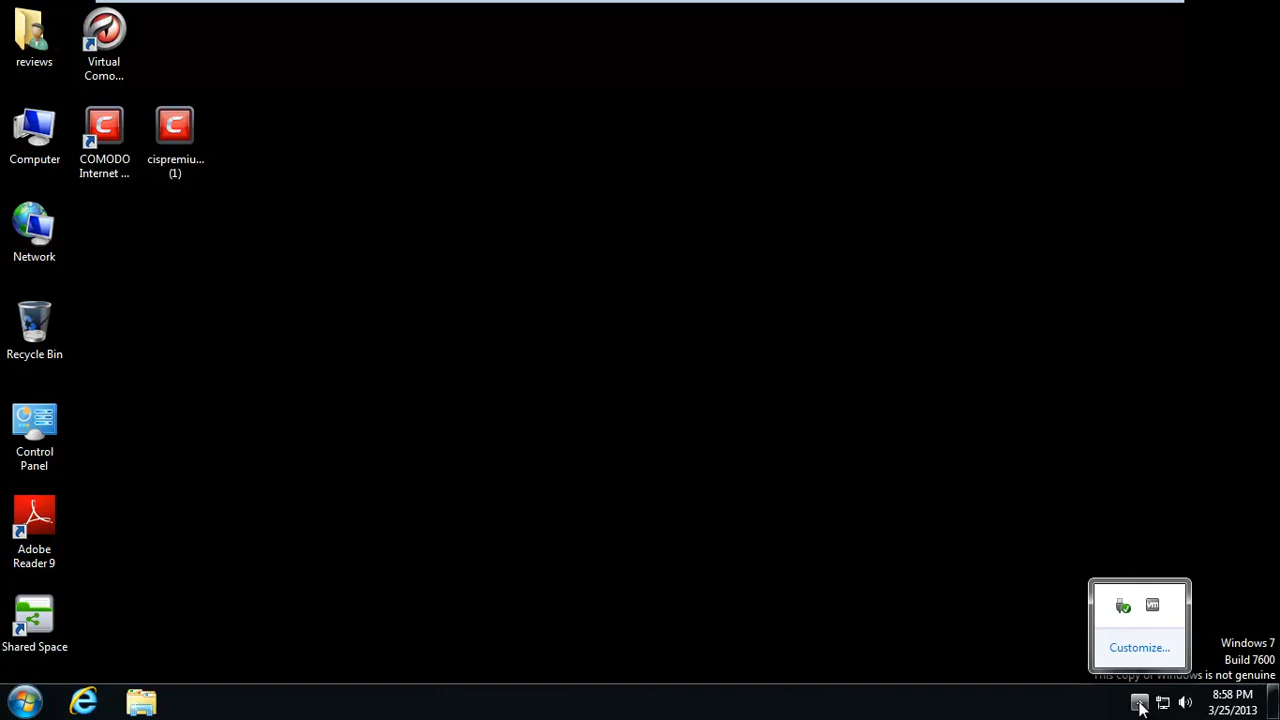 reviews
Virtual
Como...
Computer
COMODO
Internet ...
cispremiu...
(1)
Network
Recycle Bin
Control
Panel
Adobe
Reader 9
Shared Space
vm
Customize...
Windows 7
Build 7600
This copy of Windows is not genuine
8:58 PM
3/25/2013